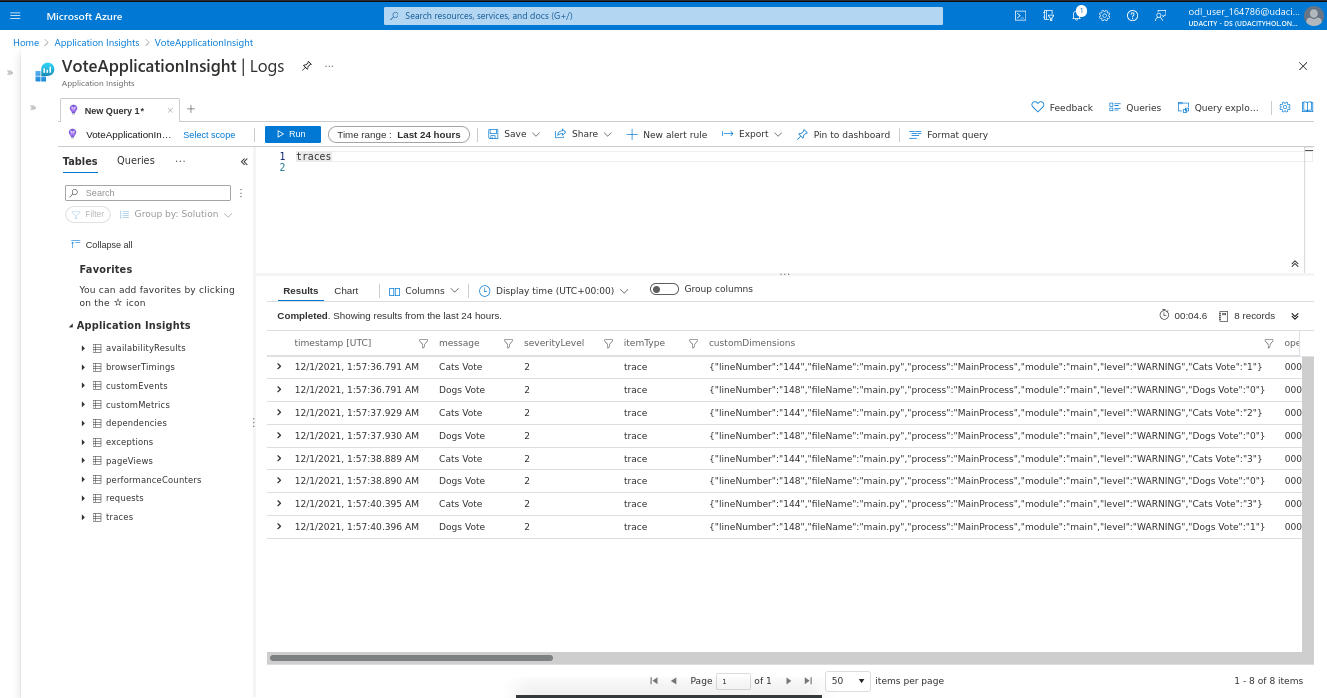 Microsoft Azure
Search resources, services, and docs (G+/)
1
odl_user_164786@udaci...
UDACITY - DS (UDACITYHOL.ON...
Home > Application Insights > VoteApplicationInsight
VoteApplicationInsight | Logs ...
Application Insights
New Query 1* × +
Feedback Queries Query explo...
VoteApplicationIn... Select scope Run Time range : Last 24 hours Save Share New alert rule Export Pin to dashboard Format query
Tables Queries ...
1 traces
2
Search
Filter Group by: Solution
Collapse all
Favorites
You can add favorites by clicking
on the ☆ icon
Application Insights
availabilityResults
browserTimings
customEvents
customMetrics
dependencies
exceptions
pageViews
performanceCounters
requests
traces
Results Chart Columns Display time (UTC+00:00) Group columns
Completed. Showing results from the last 24 hours. 00:04.6 8 records
timestamp [UTC] message severityLevel itemType customDimensions ope
12/1/2021, 1:57:36.791 AM Cats Vote 2 trace {"lineNumber":"144","fileName":"main.py","process":"MainProcess","module":"main","level":"WARNING","Cats Vote":"1"} 000
12/1/2021, 1:57:36.791 AM Dogs Vote 2 trace {"lineNumber":"148","fileName":"main.py","process":"MainProcess","module":"main","level":"WARNING","Dogs Vote":"0"} 000
12/1/2021, 1:57:37.929 AM Cats Vote 2 trace {"lineNumber":"144","fileName":"main.py","process":"MainProcess","module":"main","level":"WARNING","Cats Vote":"2"} 000
12/1/2021, 1:57:37.930 AM Dogs Vote 2 trace {"lineNumber":"148","fileName":"main.py","process":"MainProcess","module":"main","level":"WARNING","Dogs Vote":"0"} 000
12/1/2021, 1:57:38.889 AM Cats Vote 2 trace {"lineNumber":"144","fileName":"main.py","process":"MainProcess","module":"main","level":"WARNING","Cats Vote":"3"} 000
12/1/2021, 1:57:38.890 AM Dogs Vote 2 trace {"lineNumber":"148","fileName":"main.py","process":"MainProcess","module":"main","level":"WARNING","Dogs Vote":"0"} 000
12/1/2021, 1:57:40.395 AM Cats Vote 2 trace {"lineNumber":"144","fileName":"main.py","process":"MainProcess","module":"main","level":"WARNING","Cats Vote":"3"} 000
12/1/2021, 1:57:40.396 AM Dogs Vote 2 trace {"lineNumber":"148","fileName":"main.py","process":"MainProcess","module":"main","level":"WARNING","Dogs Vote":"1"} 000
Page 1 of 1 50 items per page 1 - 8 of 8 items